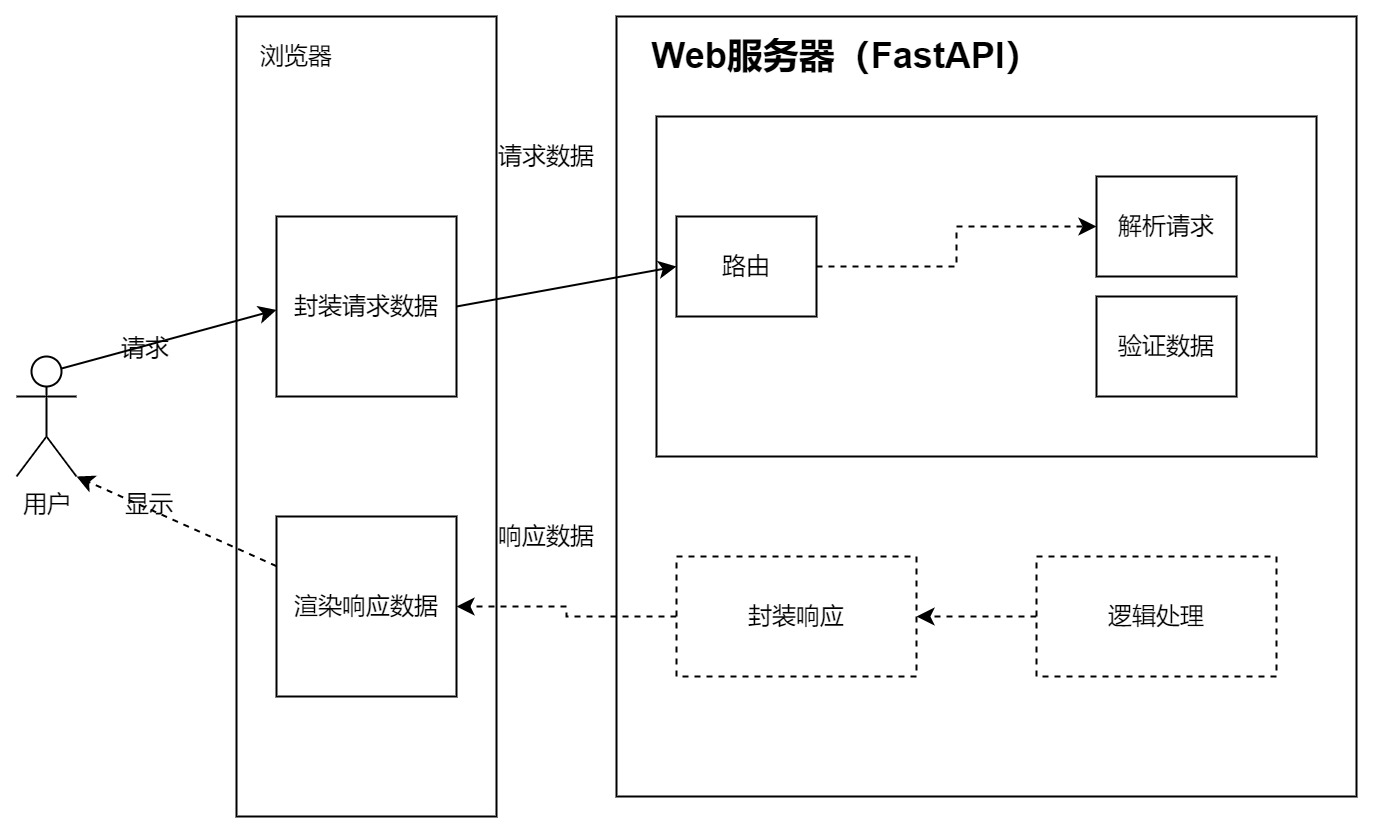 浏览器
Web服务器（FastAPI）
请求数据
解析请求
路由
封装请求数据
验证数据
请求
用户
显示
响应数据
渲染响应数据
封装响应
逻辑处理